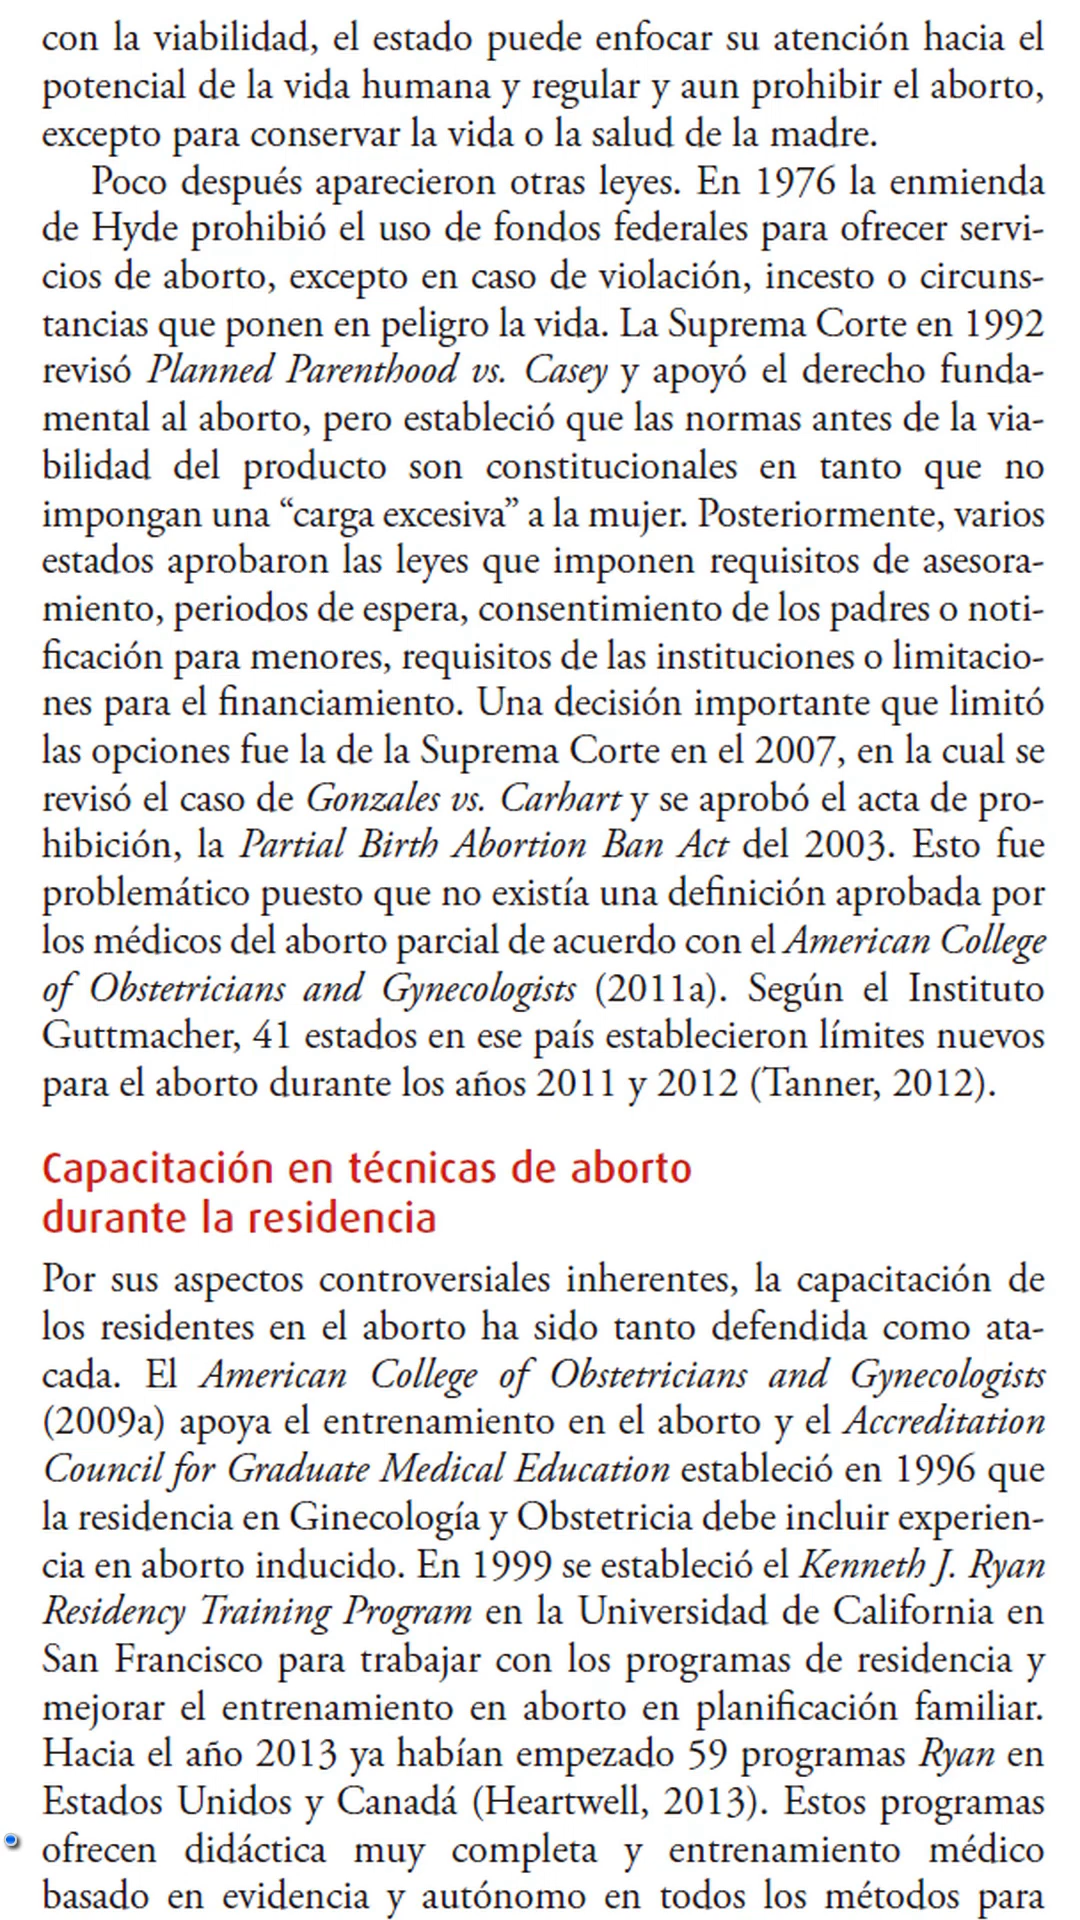 con la viabilidad, el estado puede enfocar su atención hacia el
potencial de la vida humana y regular y aun prohibir el aborto,
excepto para conservar la vida o la salud de la madre.
Poco después aparecieron otras leyes. En 1976 la enmienda
de Hyde prohibió el uso de fondos federales para ofrecer servi-
cios de aborto, excepto en caso de violación, incesto o circuns-
tancias que ponen en peligro la vida. La Suprema Corte en 1992
revisó Planned Parenthood vs. Casey y apoyó el derecho funda-
mental al aborto, pero estableció que las normas antes de la via-
bilidad del producto son constitucionales en tanto que no
impongan una “carga excesiva” a la mujer. Posteriormente, varios
estados aprobaron las leyes que imponen requisitos de asesora-
miento, periodos de espera, consentimiento de los padres o noti-
ficación para menores, requisitos de las instituciones o limitacio-
nes para el financiamiento. Una decisión importante que limitó
las opciones fue la de la Suprema Corte en el 2007, en la cual se
revisó el caso de Gonzales vs. Carhart y se aprobó el acta de pro-
hibición, la Partial Birth Abortion Ban Act del 2003. Esto fue
problemático puesto que no existía una definición aprobada por
los médicos del aborto parcial de acuerdo con el American College
of Obstetricians and Gynecologists (2011a). Según el Instituto
Guttmacher, 41 estados en ese país establecieron límites nuevos
para el aborto durante los años 2011 y 2012 (Tanner, 2012).
Capacitación en técnicas de aborto
durante la residencia
Por sus aspectos controversiales inherentes, la capacitación de
los residentes en el aborto ha sido tanto defendida como ata-
cada. El American College of Obstetricians and Gynecologists
(2009a) apoya el entrenamiento en el aborto y el Accreditation
Council for Graduate Medical Education estableció en 1996 que
la residencia en Ginecología y Obstetricia debe incluir experien-
cia en aborto inducido. En 1999 se estableció el Kenneth J. Ryan
Residency Training Program en la Universidad de California en
San Francisco para trabajar con los programas de residencia y
mejorar el entrenamiento en aborto en planificación familiar.
Hacia el año 2013 ya habían empezado 59 programas Ryan en
Estados Unidos y Canadá (Heartwell, 2013). Estos programas
ofrecen didáctica muy completa y entrenamiento médico
basado en evidencia y autónomo en todos los métodos para